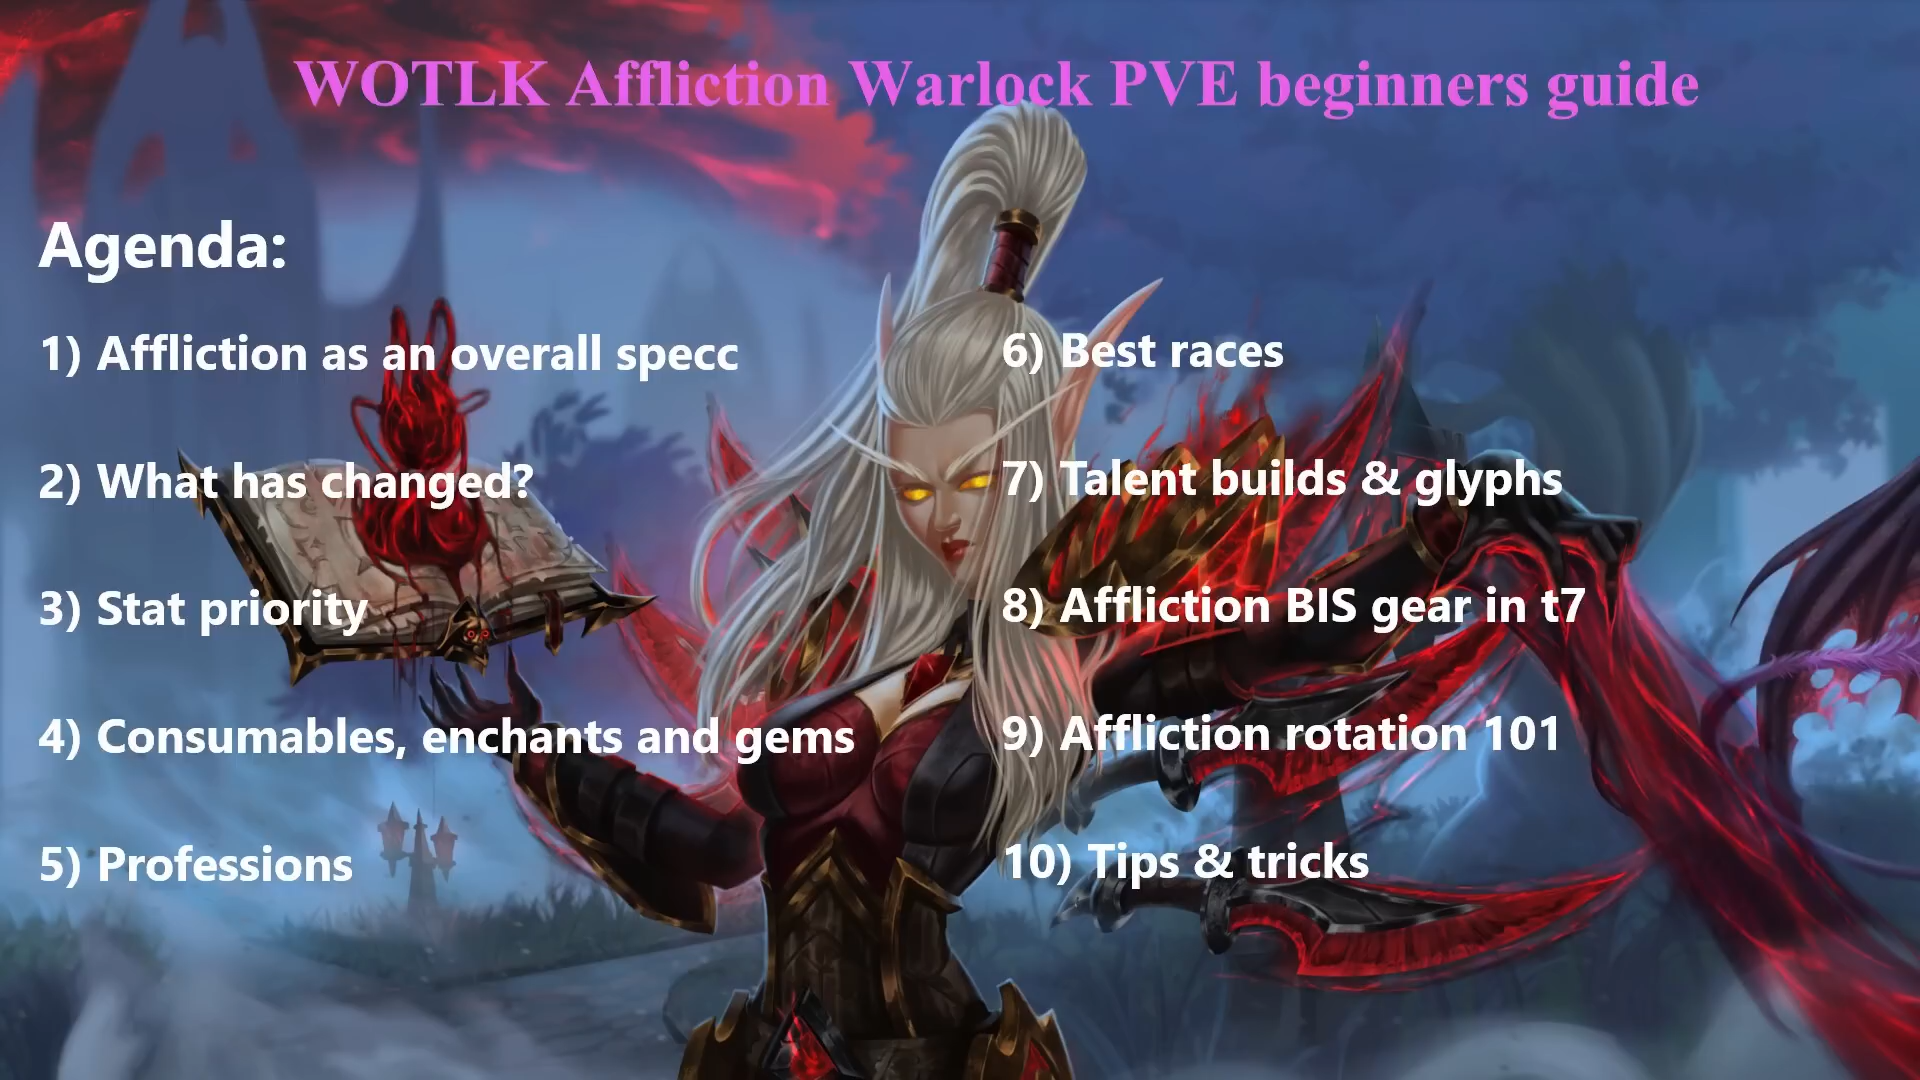 WOTLK Affliction Warlock PVE beginners guide
Agenda:
1) Affliction as an overall specc
2) What has changed?
3) Stat priority
4) Consumables, enchants and gems
5) Professions
6) Best races
7) Talent builds & glyphs
8) Affliction BIS gear in t7
9) Affliction rotation 101
10) Tips & tricks